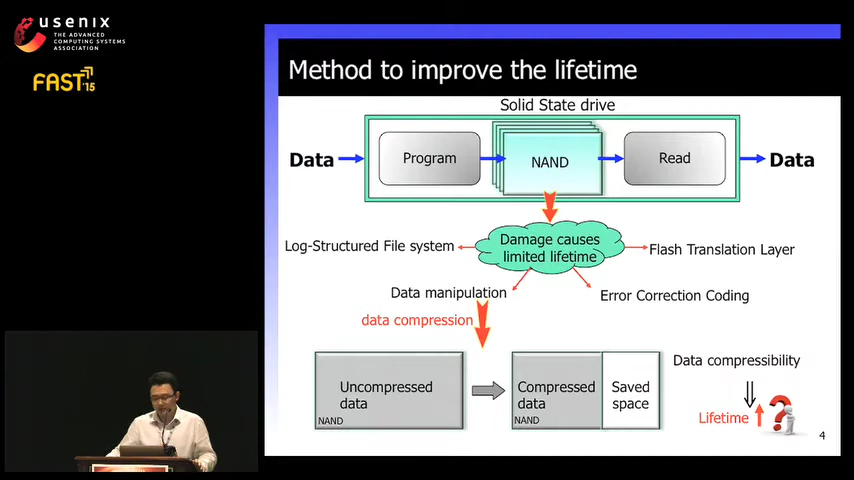 usenix
THE ADVANCED
COMPUTING SYSTEMS
ASSOCIATION
FAST '15
Method to improve the lifetime
Solid State drive
Data
Program
NAND
Read
Data
Damage causes
limited lifetime
Log-Structured File system
Flash Translation Layer
Data manipulation
Error Correction Coding
data compression
Uncompressed
data
NAND
Compressed
data
NAND
Saved
space
Data compressibility
Lifetime
?
4